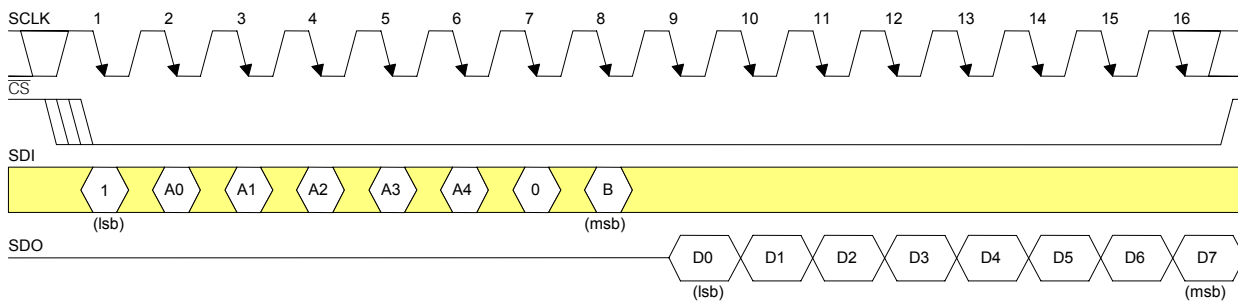 SCLK 1 2 3 4 5 6 7 8 9 10 11 12 13 14 15 16
CS
SDI
1 A0 A1 A2 A3 A4 0 B
(lsb) (msb)
SDO
D0 D1 D2 D3 D4 D5 D6 D7
(lsb) (msb)